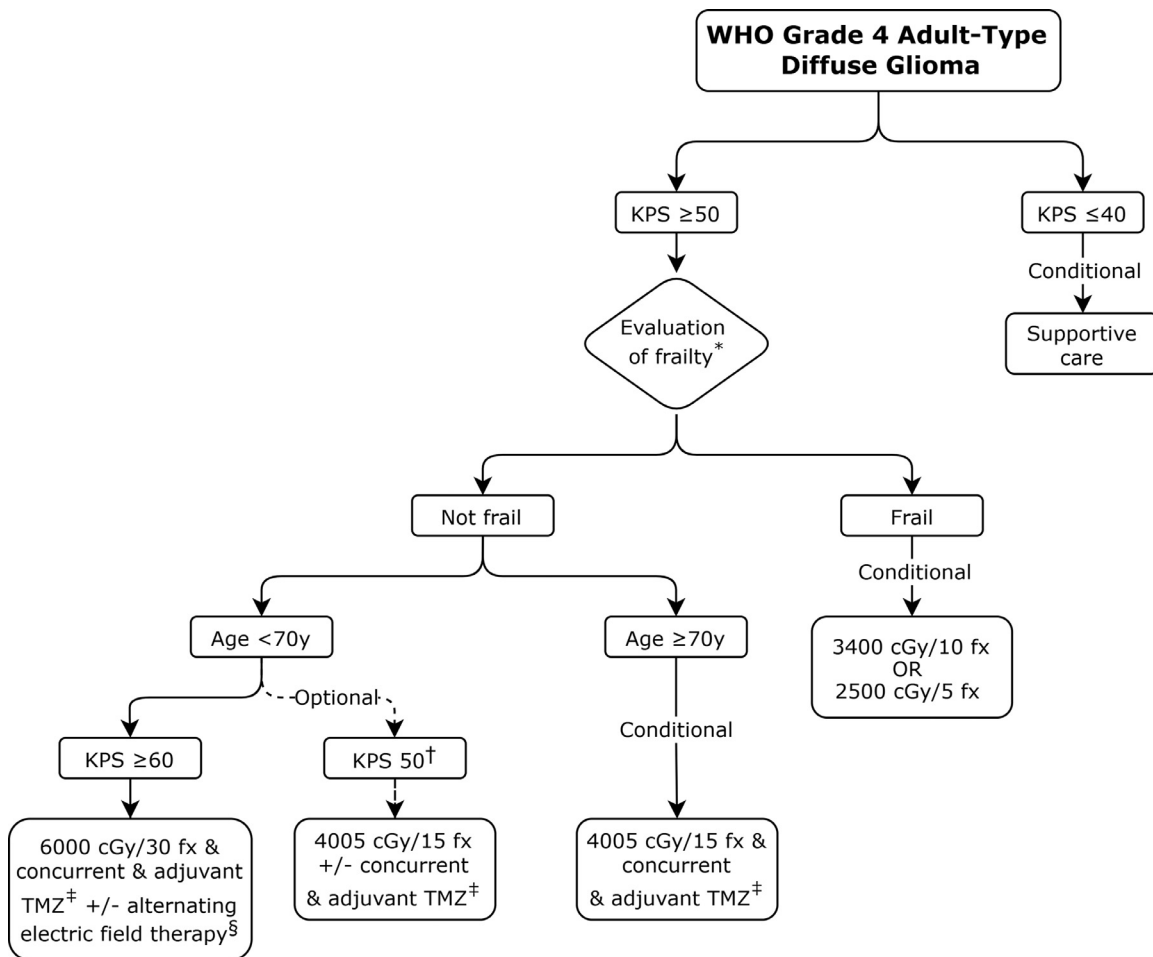 WHO Grade 4 Adult-Type
Diffuse Glioma
KPS ≥50
KPS ≤40
Conditional
Supportive
care
Evaluation
of frailty*
Not frail
Frail
Conditional
3400 cGy/10 fx
OR
2500 cGy/5 fx
Age <70y
Age ≥70y
Optional
Conditional
KPS ≥60
KPS 50†
6000 cGy/30 fx &
concurrent & adjuvant
TMZ‡ +/- alternating
electric field therapy§
4005 cGy/15 fx
+/- concurrent
& adjuvant TMZ‡
4005 cGy/15 fx &
concurrent
& adjuvant TMZ‡